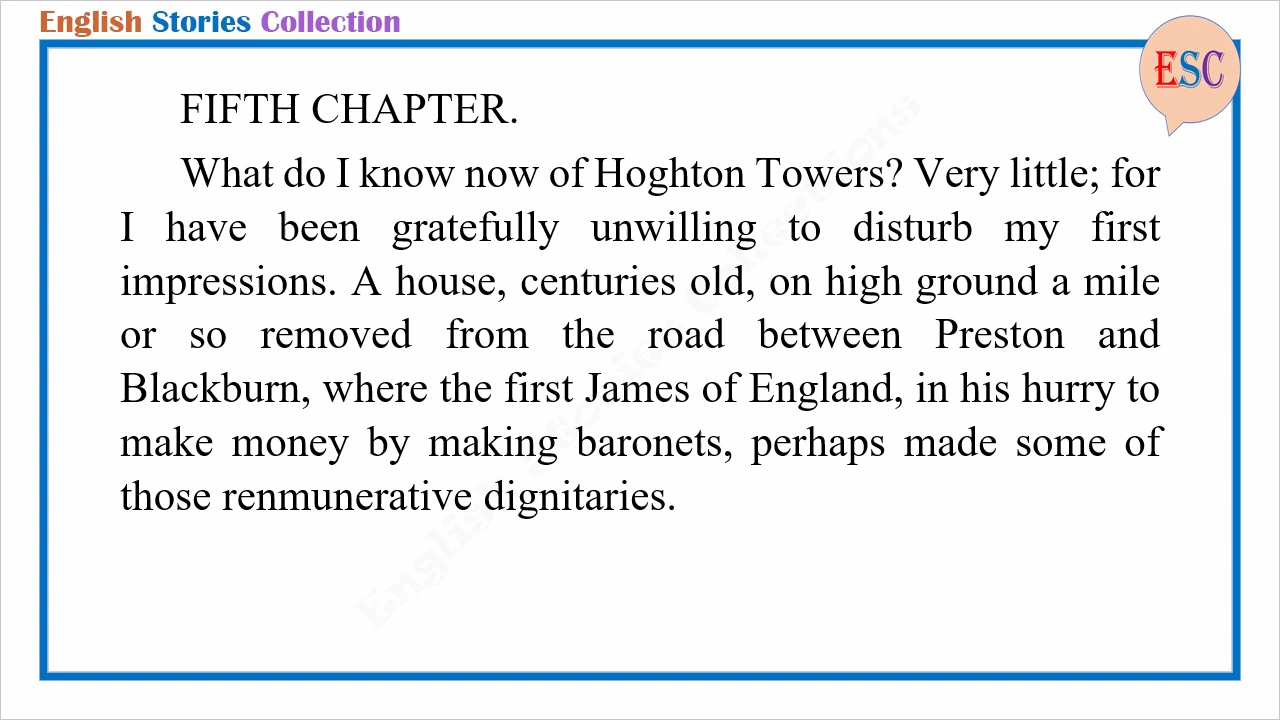 English Stories Collection
ESC
FIFTH CHAPTER.
What do I know now of Hoghton Towers? Very little; for
I have been gratefully unwilling to disturb my first
impressions. A house, centuries old, on high ground a mile
or so removed from the road between Preston and
Blackburn, where the first James of England, in his hurry to
make money by making baronets, perhaps made some of
those renmunerative dignitaries.